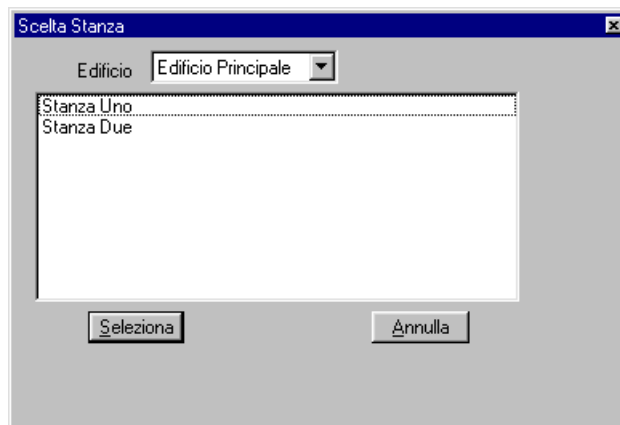 Scelta Stanza
Edificio Edificio Principale
Stanza Uno
Stanza Due
Seleziona Annulla